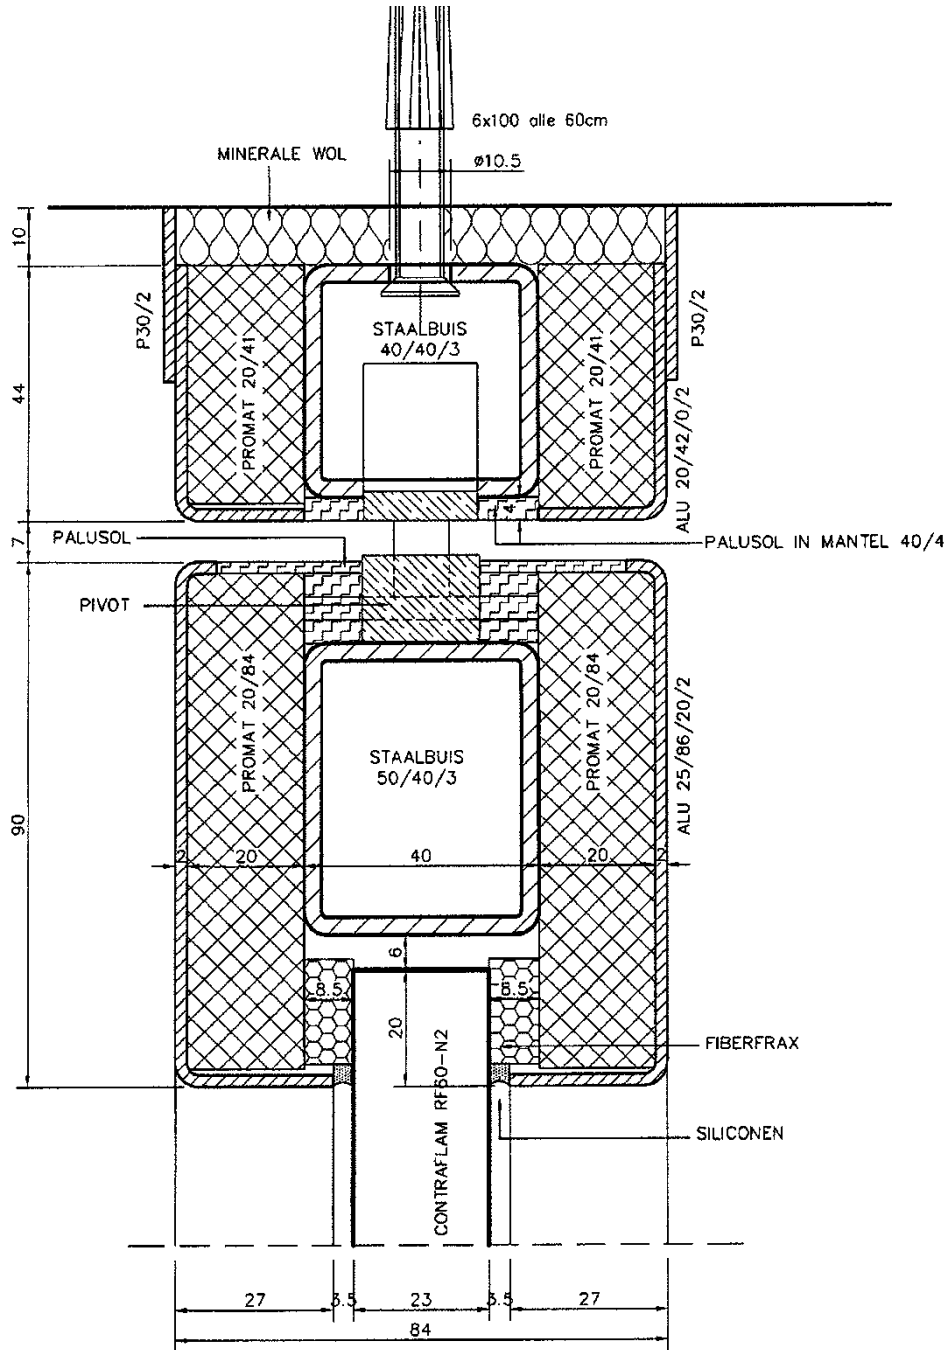 6x100 alle 60cm
MINERALE WOL
ø10.5
10
P30/2
P30/2
STAALBUIS
40/40/3
PROMAT 20/41
PROMAT 20/41
44
ALU 20/42/0/2
4
7
PALUSOL
PALUSOL IN MANTEL 40/4
PIVOT
PROMAT 20/84
PROMAT 20/84
STAALBUIS
50/40/3
ALU 25/86/20/2
90
2
20
40
20
2
6
8.5
8.5
20
FIBERFRAX
CONTRAFLAM RF60-N2
SILICONEN
27
3.5
23
3.5
27
84